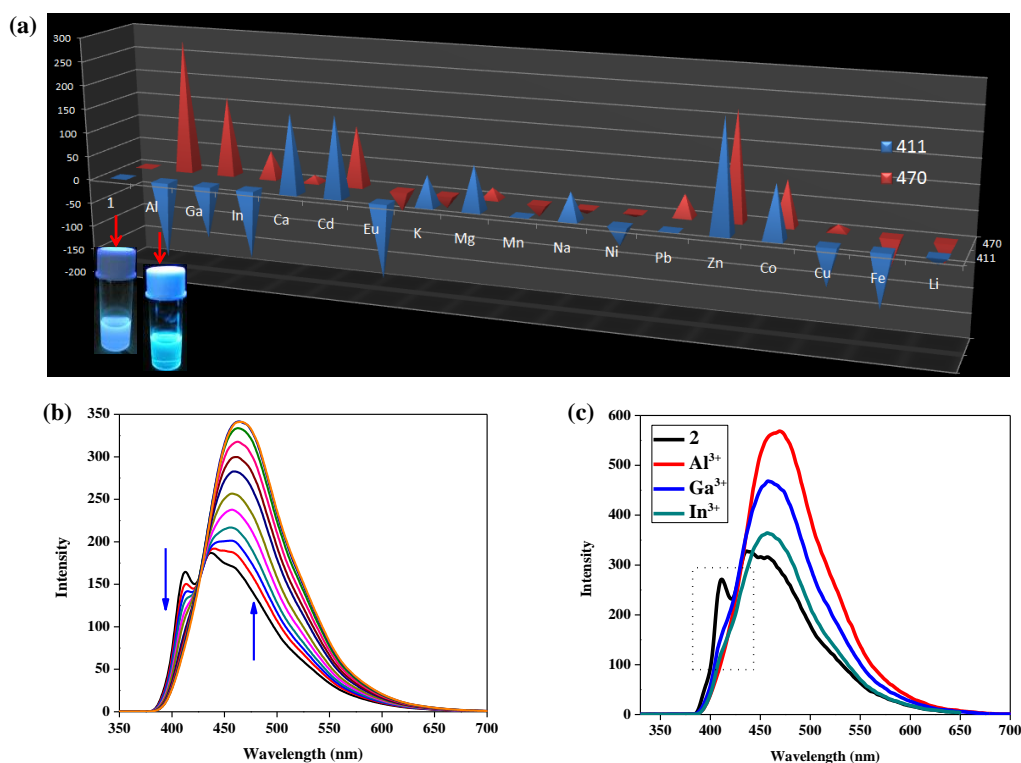 (a)
300
250
200
150
100
50
0
-50
-100
-150
-200
1 Al Ga In Ca Cd Eu K Mg Mn Na Ni Pb Zn Co Cu Fe Li
411
470
470
411
(b)
350
300
250
200
150
100
50
0
350 400 450 500 550 600 650 700
Intensity
Wavelength (nm)
(c)
600
500
400
300
200
100
0
350 400 450 500 550 600 650 700
Intensity
Wavelength (nm)
2
Al³⁺
Ga³⁺
In³⁺